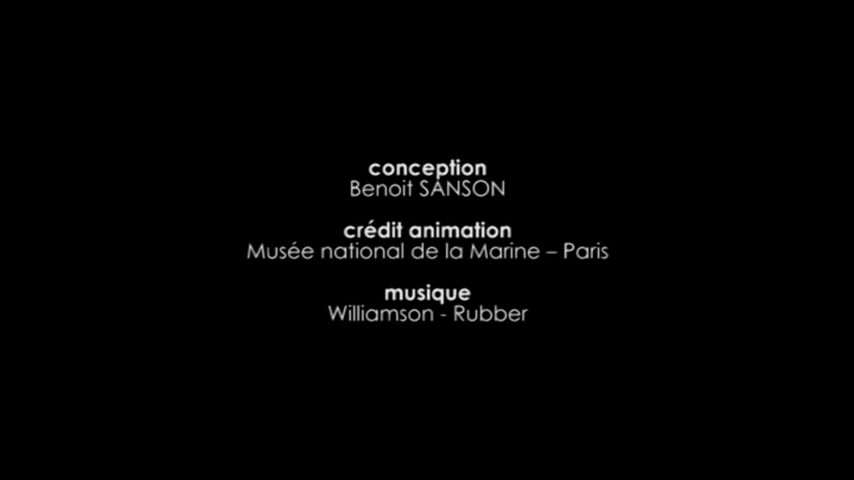 conception
Benoit SANSON
crédit animation
Musée national de la Marine – Paris
musique
Williamson - Rubber